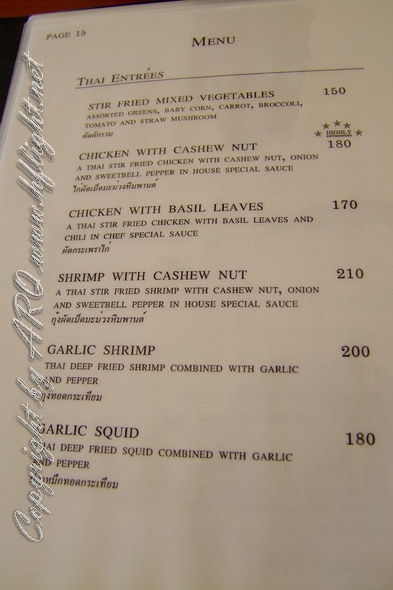 PAGE 15
MENU
THAI ENTRÉES
STIR FRIED MIXED VEGETABLES 150
ASSORTED GREENS, BABY CORN, CARROT, BROCCOLI,
TOMATO AND STRAW MUSHROOM
ผัดผักรวม
HIGHLY
CHICKEN WITH CASHEW NUT 180
A THAI STIR FRIED CHICKEN WITH CASHEW NUT, ONION
AND SWEETBELL PEPPER IN HOUSE SPECIAL SAUCE
ไก่ผัดเม็ดมะม่วงหิมพานต์
CHICKEN WITH BASIL LEAVES 170
A THAI STIR FRIED CHICKEN WITH BASIL LEAVES AND
CHILI IN CHEF SPECIAL SAUCE
ผัดกระเพราไก่
SHRIMP WITH CASHEW NUT 210
A THAI STIR FRIED SHRIMP WITH CASHEW NUT, ONION
AND SWEETBELL PEPPER IN HOUSE SPECIAL SAUCE
กุ้งผัดเม็ดมะม่วงหิมพานต์
GARLIC SHRIMP 200
THAI DEEP FRIED SHRIMP COMBINED WITH GARLIC
AND PEPPER
กุ้งทอดกระเทียม
GARLIC SQUID 180
THAI DEEP FRIED SQUID COMBINED WITH GARLIC
AND PEPPER
ปลาหมึกทอดกระเทียม
Copyright by ARO www.hflight.net